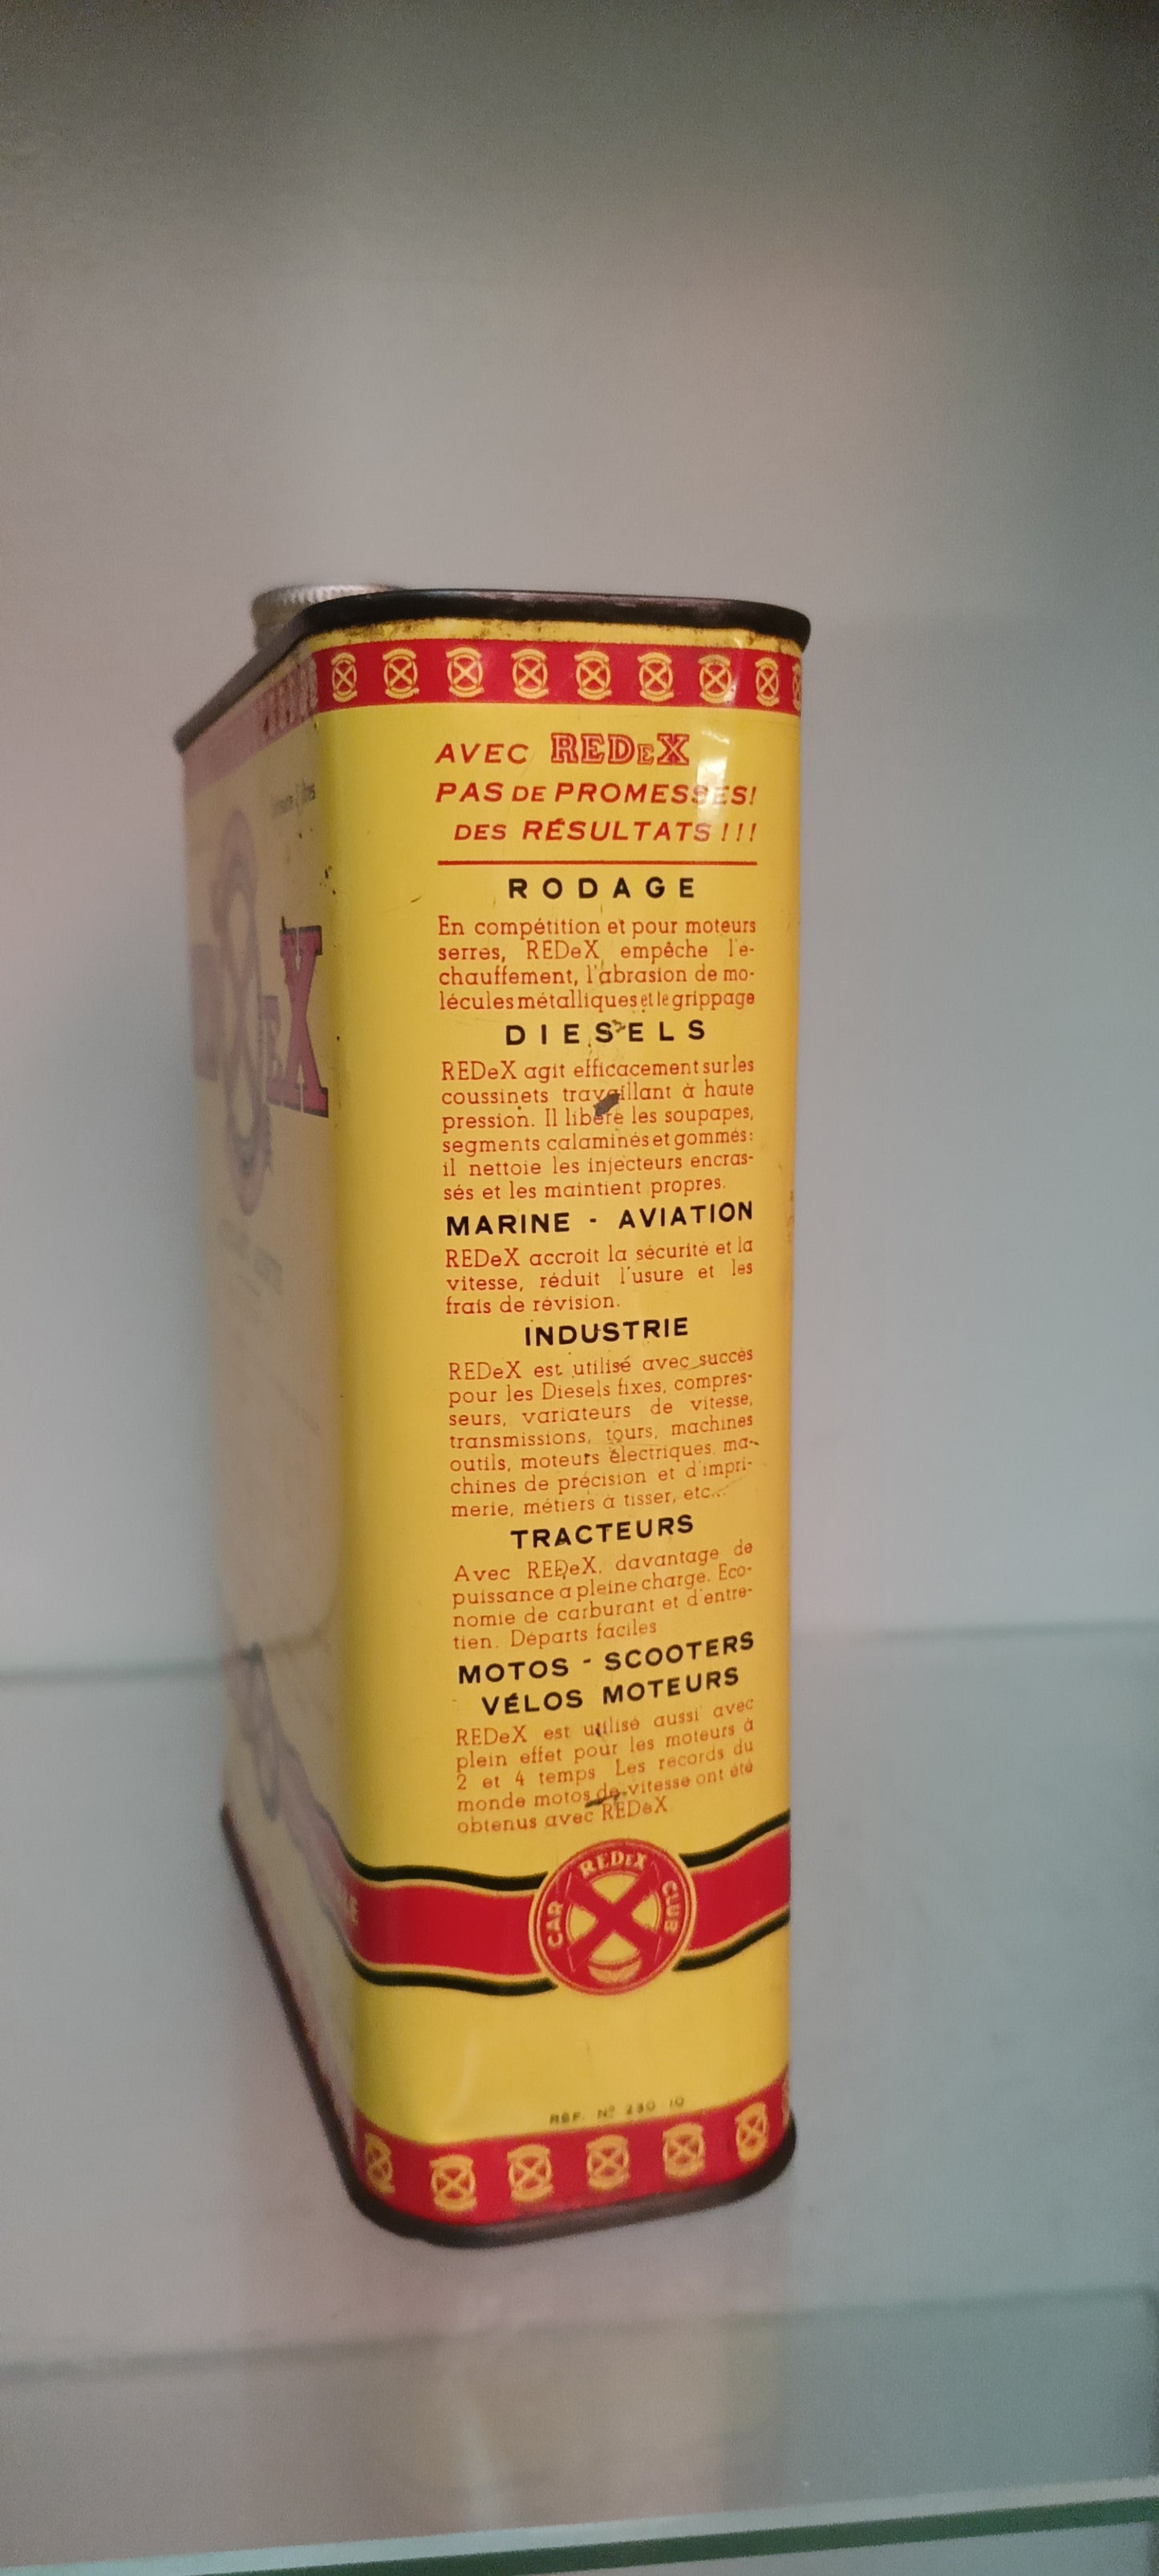 AVEC REDeX
PAS DE PROMESSES!
DES RÉSULTATS!!!
RODAGE
En compétition et pour moteurs
serres, REDeX empêche l'e-
chauffement, l'abrasion de mo-
lécules métalliques et le grippage
DIESELS
REDeX agit efficacement sur les
coussinets travaillant à haute
pression. Il libère les soupapes,
segments calaminés et gommés:
il nettoie les injecteurs encras-
sés et les maintient propres.
MARINE - AVIATION
REDeX accroit la sécurité et la
vitesse, réduit l'usure et les
frais de révision.
INDUSTRIE
REDeX est utilisé avec succès
pour les Diesels fixes, compres-
seurs, variateurs de vitesse,
transmissions, tours, machines
outils, moteurs électriques, ma-
chines de précision et d'impri-
merie, métiers à tisser, etc...
TRACTEURS
Avec REDeX, davantage de
puissance à pleine charge. Eco-
nomie de carburant et d'entre-
tien. Départs faciles
MOTOS - SCOOTERS
VÉLOS MOTEURS
REDeX est utilisé aussi avec
plein effet pour les moteurs à
2 et 4 temps Les records du
monde motos de vitesse ont été
obtenus avec REDeX
REDEX
CAR CLUB
REF. Nº 230 10
eX